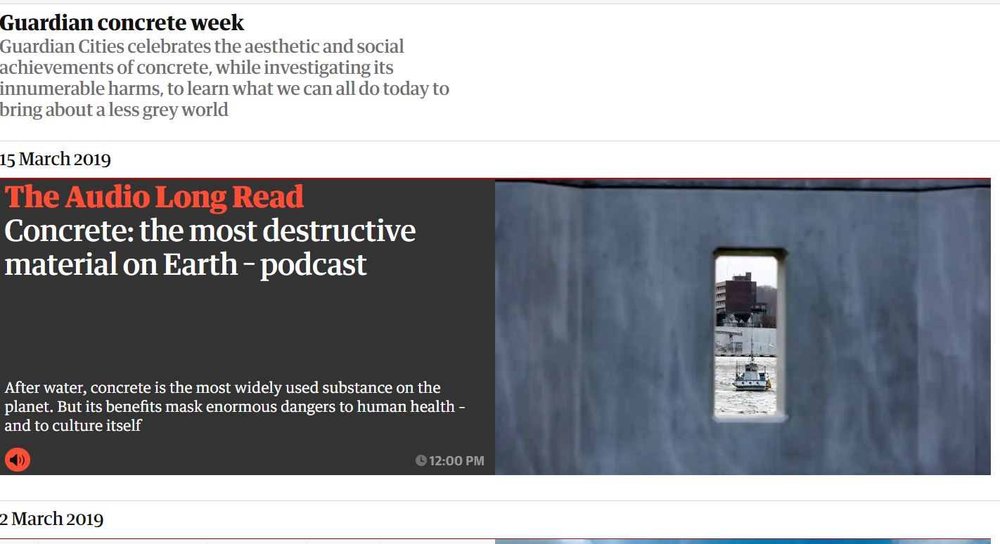 Guardian concrete week
Guardian Cities celebrates the aesthetic and social
achievements of concrete, while investigating its
innumerable harms, to learn what we can all do today to
bring about a less grey world
15 March 2019
The Audio Long Read
Concrete: the most destructive
material on Earth – podcast
After water, concrete is the most widely used substance on the
planet. But its benefits mask enormous dangers to human health –
and to culture itself
12:00 PM
2 March 2019